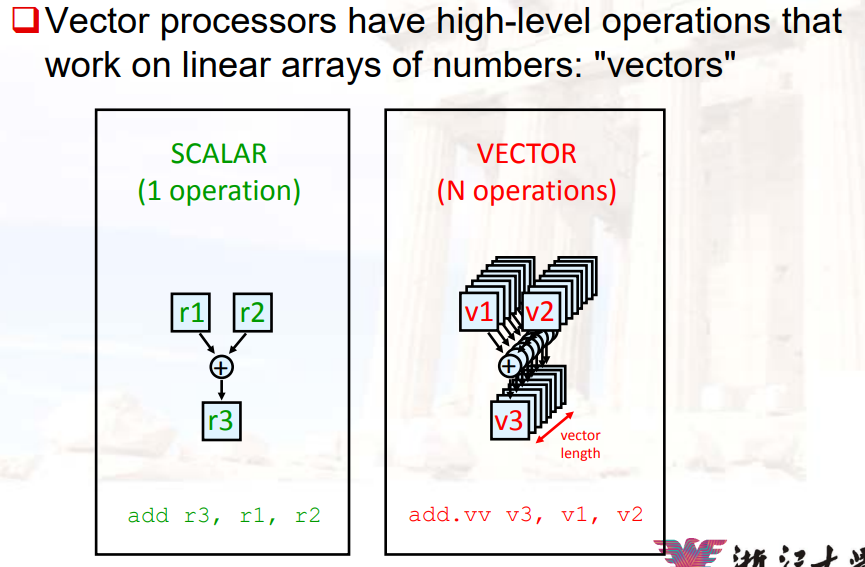 Vector processors have high-level operations that
work on linear arrays of numbers: "vectors"
SCALAR
(1 operation)
r1 r2
+
r3
add r3, r1, r2
VECTOR
(N operations)
v1 v2
+
v3
vector
length
add.vv v3, v1, v2
浙江大学